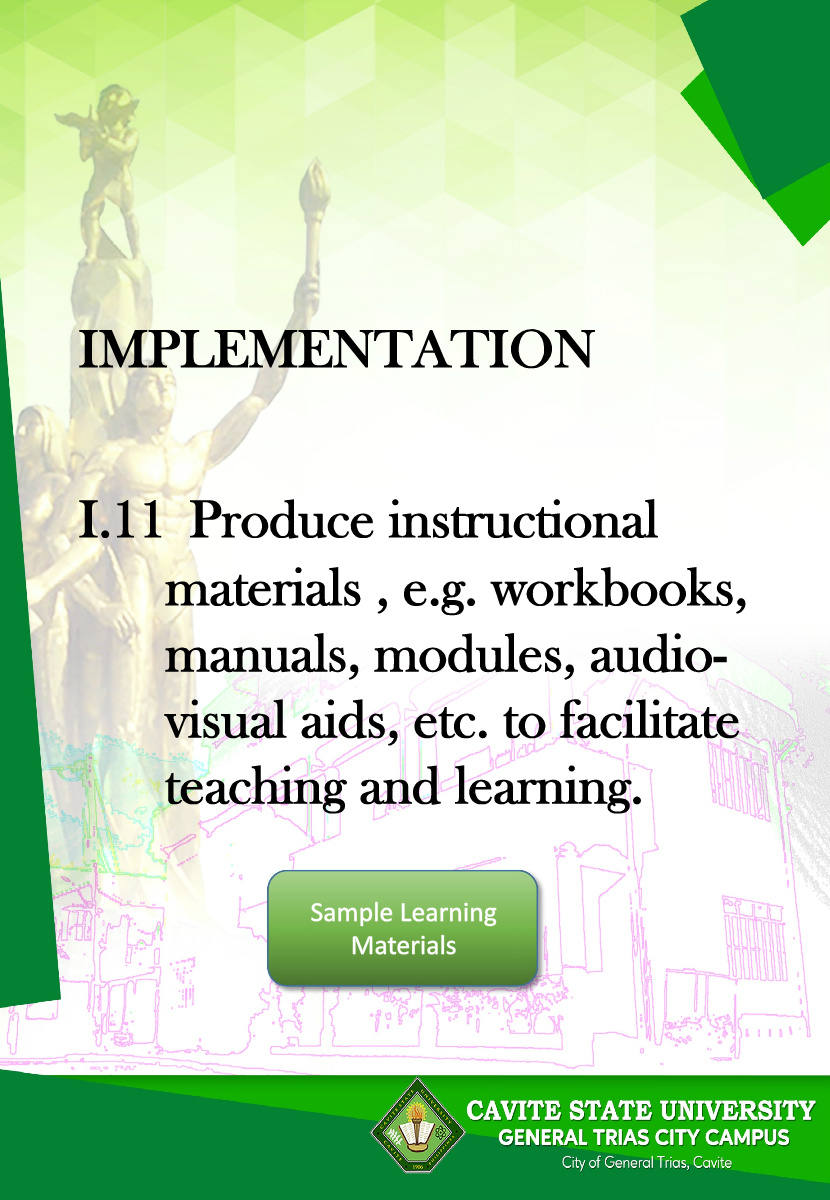 IMPLEMENTATION
I.11 Produce instructional
materials , e.g. workbooks,
manuals, modules, audio-
visual aids, etc. to facilitate
teaching and learning.
Sample Learning
Materials
CAVITE STATE UNIVERSITY
GENERAL TRIAS CITY CAMPUS
City of General Trias, Cavite
1906